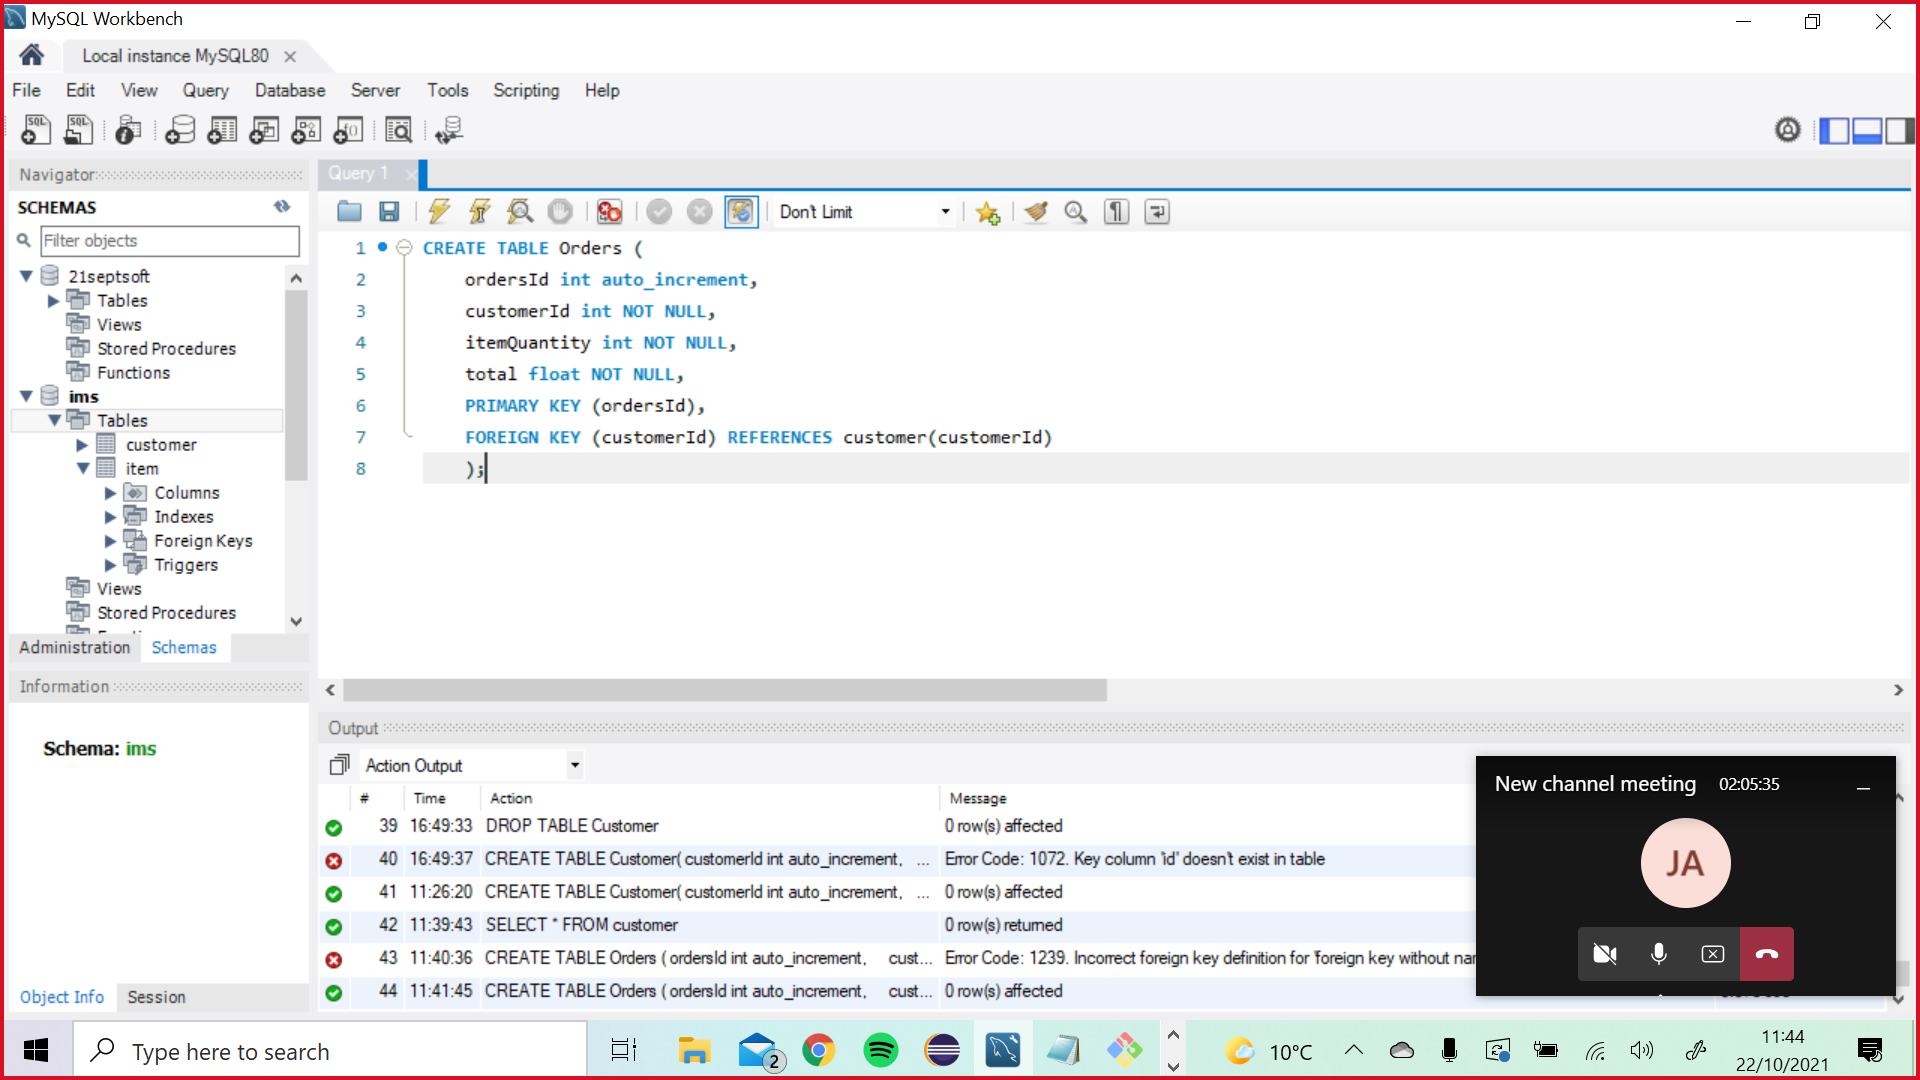 MySQL Workbench
Local instance MySQL80
File Edit View Query Database Server Tools Scripting Help
Navigator
SCHEMAS
Filter objects
21septsoft
Tables
Views
Stored Procedures
Functions
ims
Tables
customer
item
Columns
Indexes
Foreign Keys
Triggers
Views
Stored Procedures
Administration Schemas
Information
Schema: ims
Object Info Session
Query 1
Don't Limit
1 CREATE TABLE Orders (
2 ordersId int auto_increment,
3 customerId int NOT NULL,
4 itemQuantity int NOT NULL,
5 total float NOT NULL,
6 PRIMARY KEY (ordersId),
7 FOREIGN KEY (customerId) REFERENCES customer(customerId)
8 );
Output
Action Output
# Time Action Message
39 16:49:33 DROP TABLE Customer 0 row(s) affected
40 16:49:37 CREATE TABLE Customer( customerId int auto_increment, ... Error Code: 1072. Key column 'id' doesn't exist in table
41 11:26:20 CREATE TABLE Customer( customerId int auto_increment, ... 0 row(s) affected
42 11:39:43 SELECT * FROM customer 0 row(s) returned
43 11:40:36 CREATE TABLE Orders ( ordersId int auto_increment, cust... Error Code: 1239. Incorrect foreign key definition for 'foreign key without
44 11:41:45 CREATE TABLE Orders ( ordersId int auto_increment, cust... 0 row(s) affected
New channel meeting 02:05:35
JA
Type here to search
2
10°C
11:44
22/10/2021